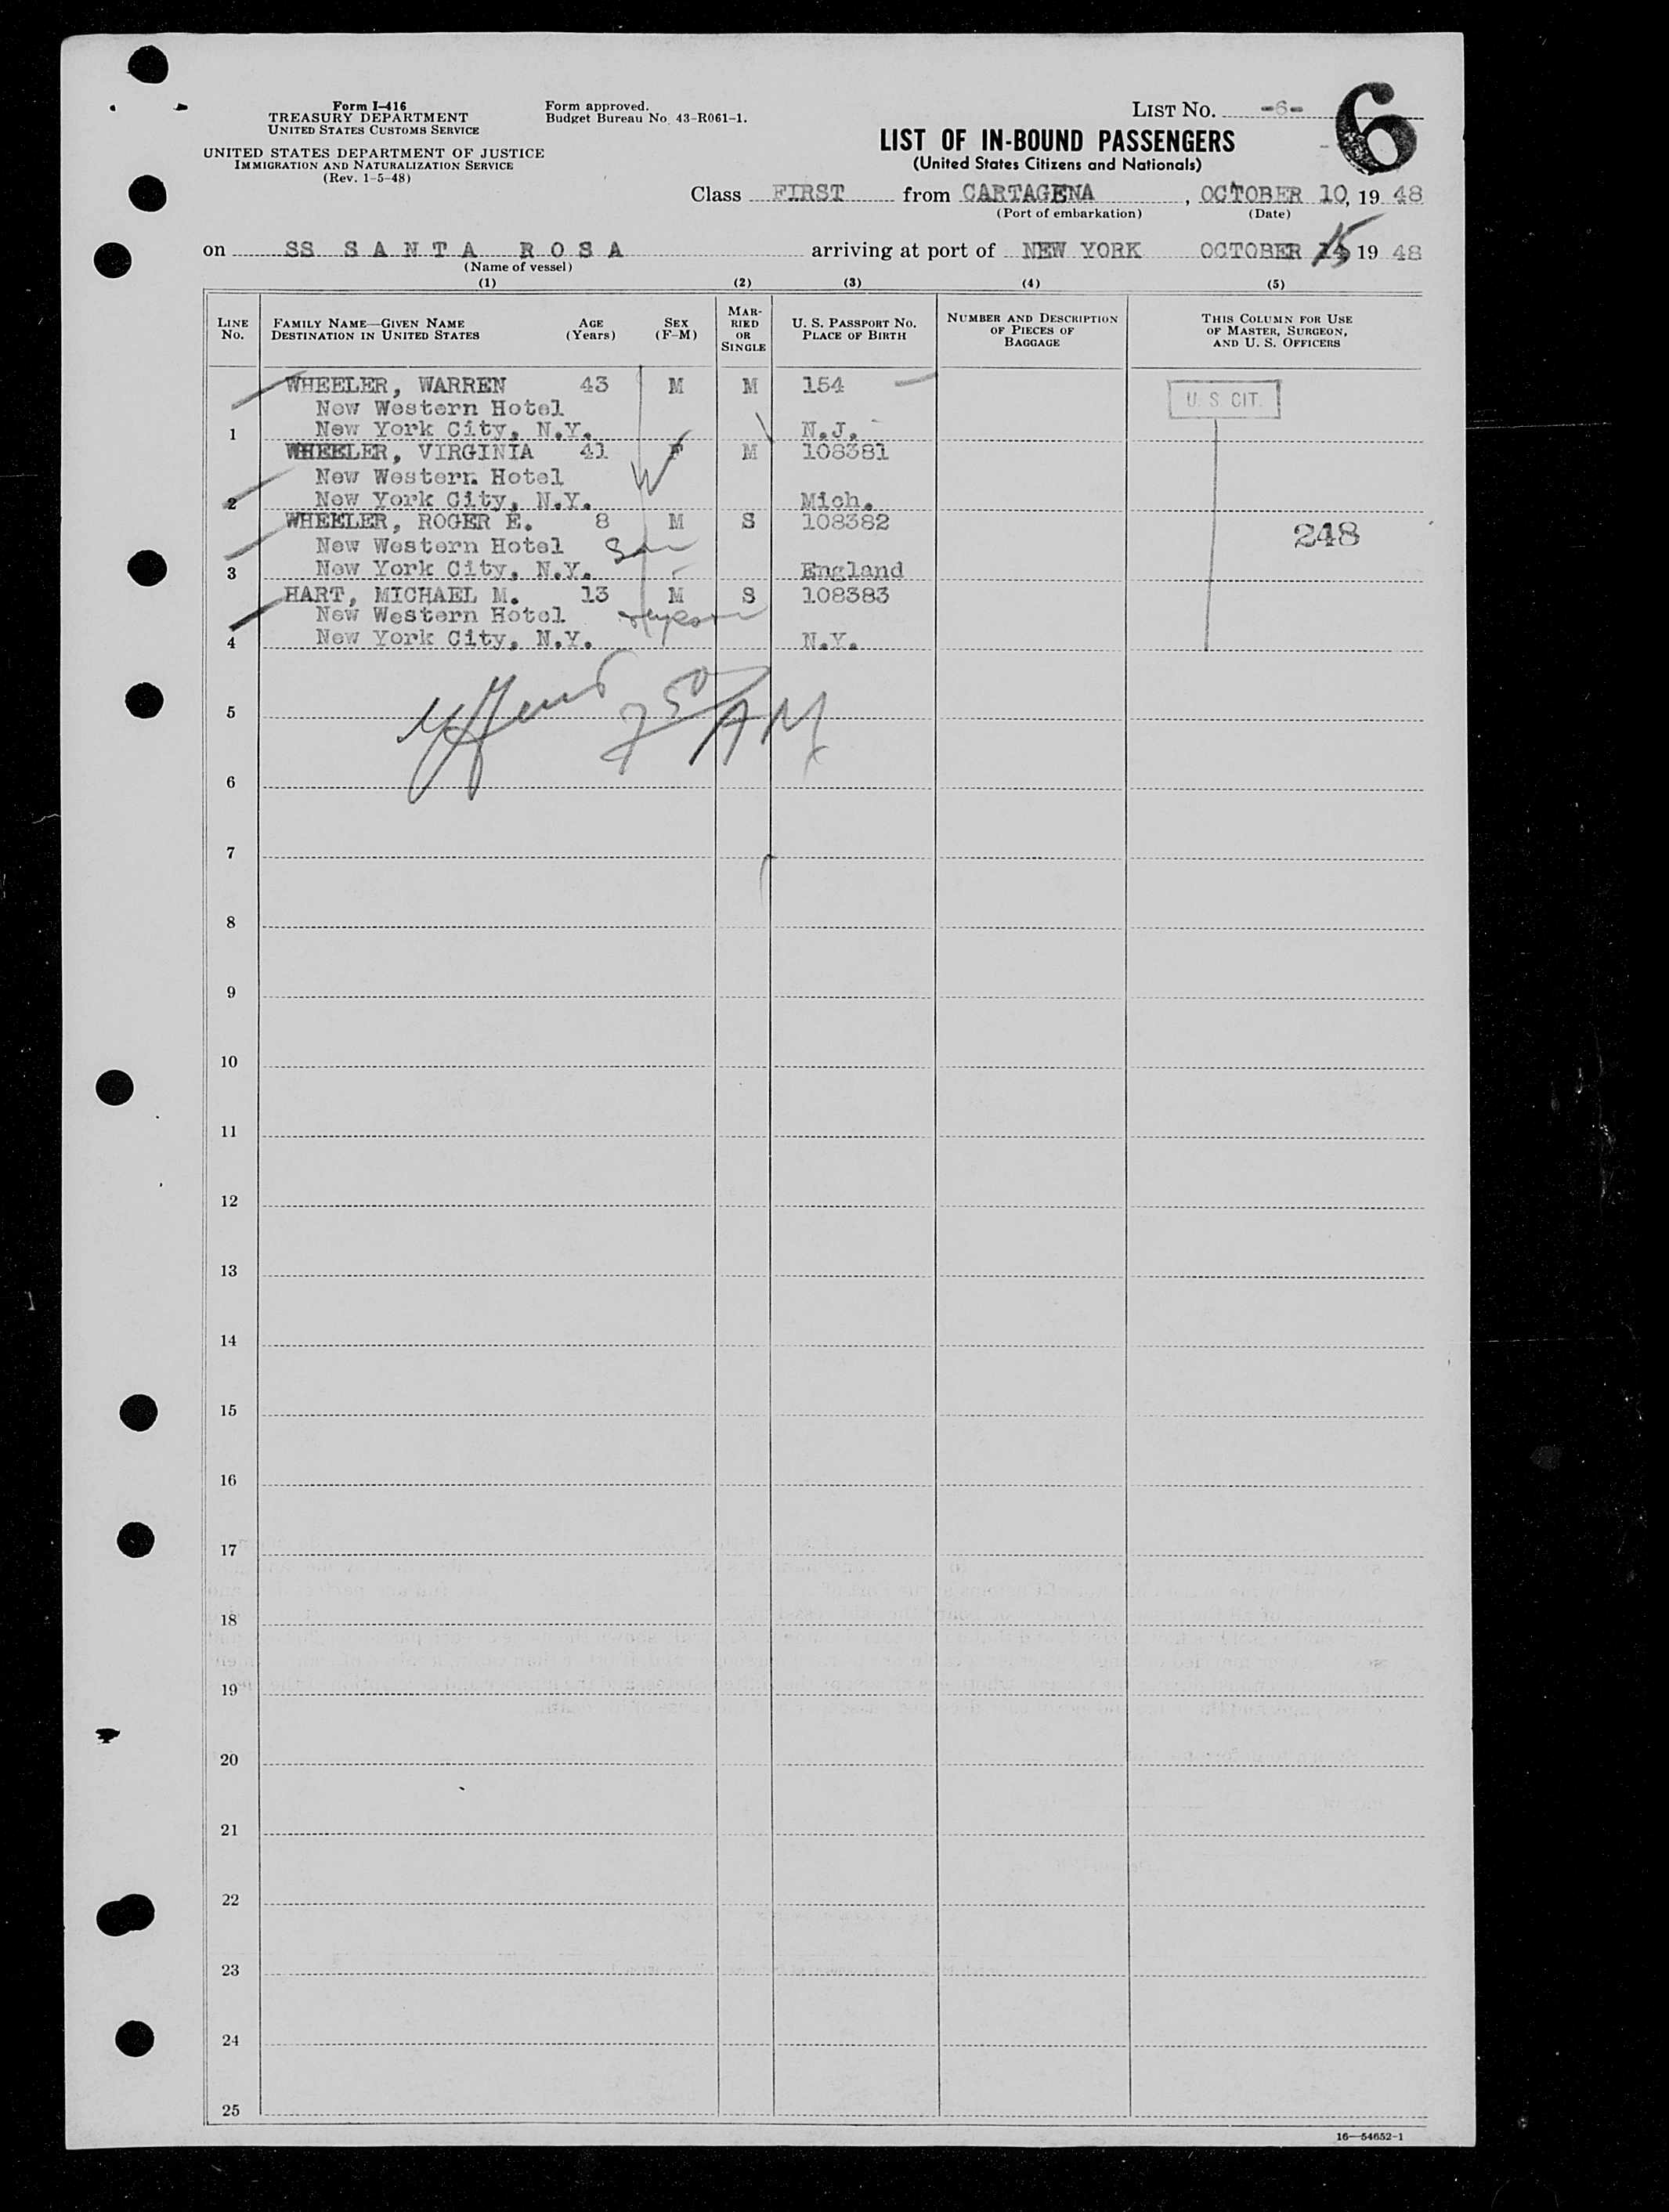 Form I-416
TREASURY DEPARTMENT
UNITED STATES CUSTOMS SERVICE
UNITED STATES DEPARTMENT OF JUSTICE
IMMIGRATION AND NATURALIZATION SERVICE
(Rev. 1-5-48)
Form approved.
Budget Bureau No. 43-R061-1.
LIST No. -6-
6
LIST OF IN-BOUND PASSENGERS
(United States Citizens and Nationals)
Class FIRST from CARTAGENA, OCTOBER 10, 19 48
(Port of embarkation) (Date)
on SS SANTA ROSA arriving at port of NEW YORK OCTOBER 15 19 48
(Name of vessel)
(1) (2) (3) (4) (5)
LINE No. FAMILY NAME—GIVEN NAME DESTINATION IN UNITED STATES AGE (Years) SEX (F-M) MARRIED OR SINGLE U. S. PASSPORT No. PLACE OF BIRTH NUMBER AND DESCRIPTION OF PIECES OF BAGGAGE THIS COLUMN FOR USE OF MASTER, SURGEON, AND U. S. OFFICERS
WHEELER, WARREN 43 M M 154 U. S. CIT.
New Western Hotel
1 New York City, N.Y. N.J.
WHEELER, VIRGINIA 41 F M 108381
New Western Hotel W
2 New York City, N.Y. Mich.
WHEELER, ROGER E. 8 M S 108382 248
New Western Hotel Son
3 New York City, N.Y. England
HART, MICHAEL M. 13 M S 108383
New Western Hotel
4 New York City, N.Y. N.Y.
5 7 50 AM
6
7
8
9
10
11
12
13
14
15
16
17
18
19
20
21
22
23
24
25
16—54652-1